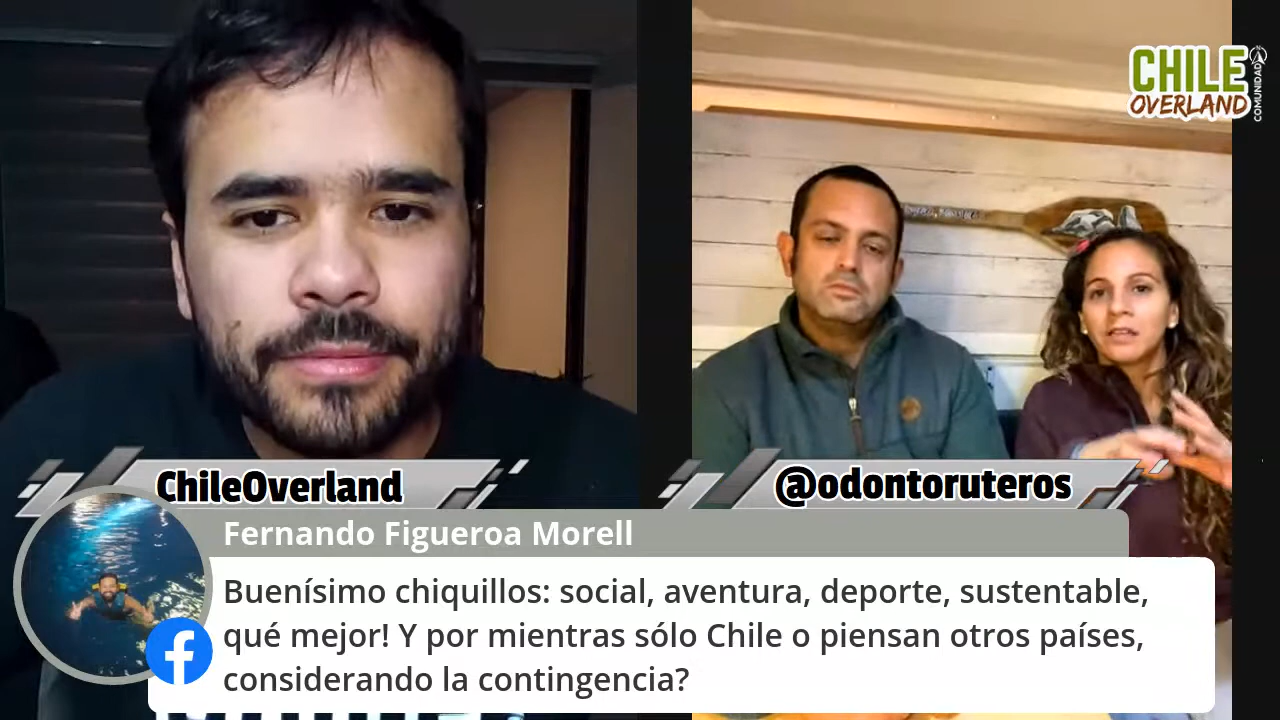 CHILE
OVERLAND
COMUNIDAD
ChileOverland
@odontoruteros
Fernando Figueroa Morell
Buenísimo chiquillos: social, aventura, deporte, sustentable,
qué mejor! Y por mientras sólo Chile o piensan otros países,
considerando la contingencia?